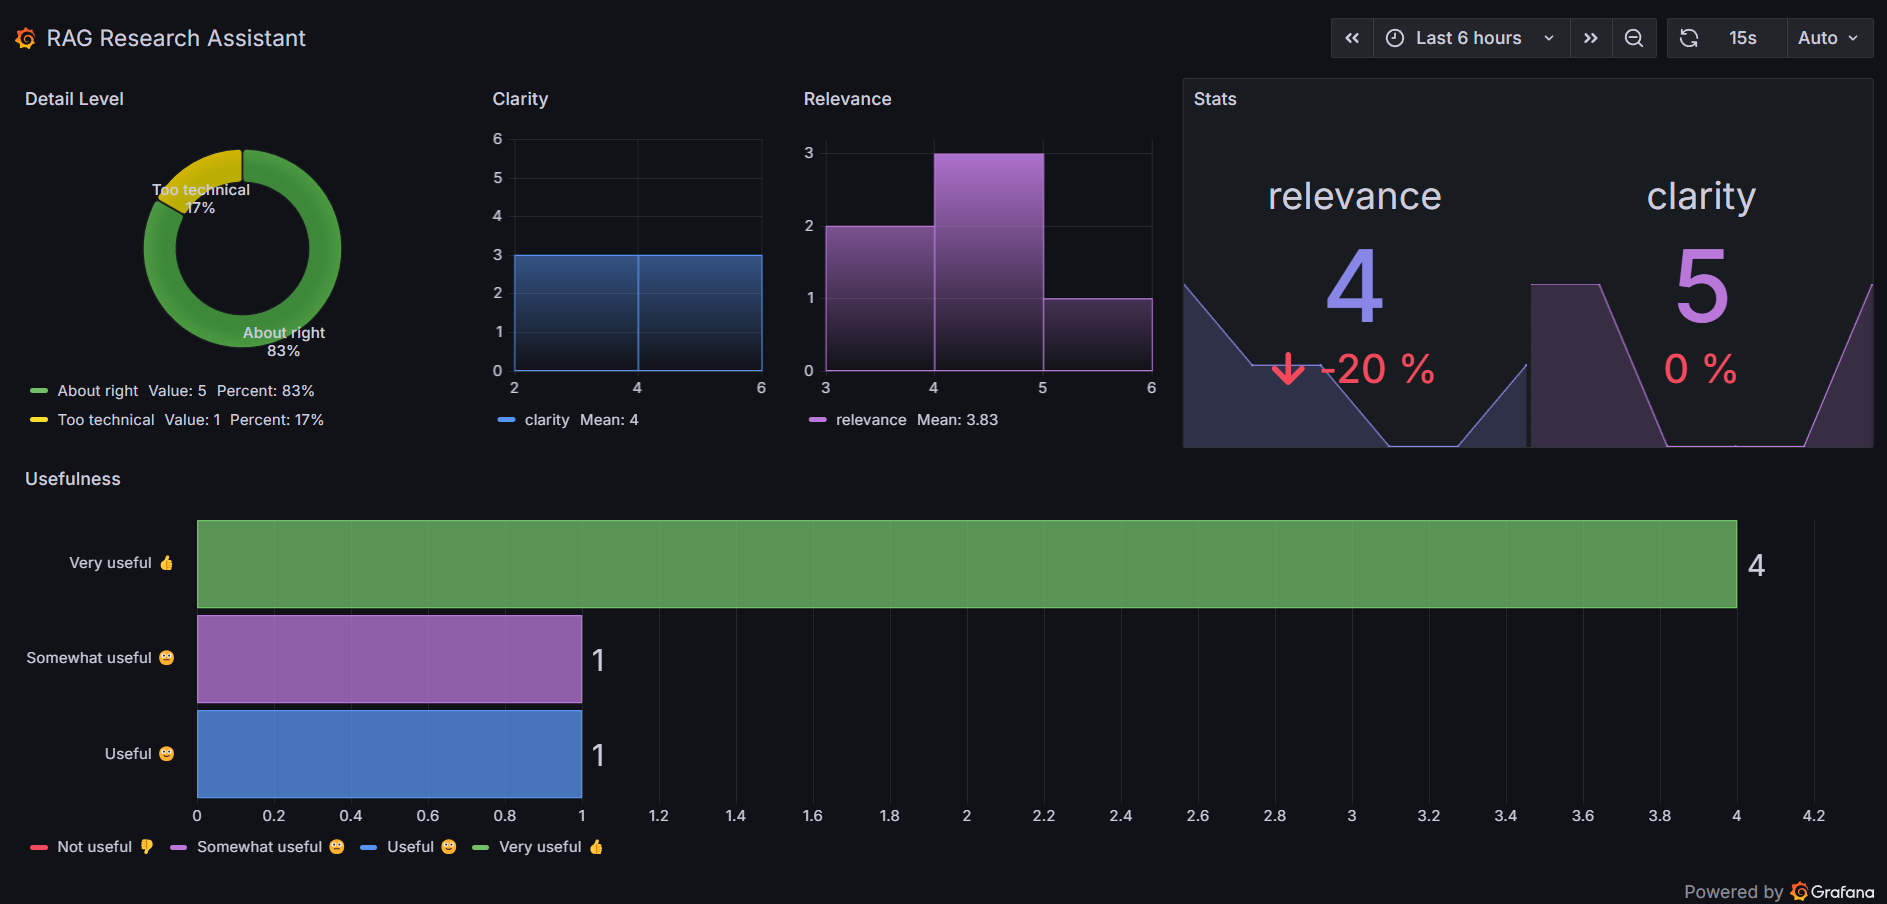 RAG Research Assistant
Last 6 hours
15s
Auto
Detail Level
Too technical
17%
About right
83%
About right Value: 5 Percent: 83%
Too technical Value: 1 Percent: 17%
Clarity
6
5
4
3
2
1
0
2 4 6
clarity Mean: 4
Relevance
3
2
1
0
3 4 5 6
relevance Mean: 3.83
Stats
relevance
4
-20 %
clarity
5
0 %
Usefulness
Very useful 👍
4
Somewhat useful 😐
1
Useful 🙂
1
0 0.2 0.4 0.6 0.8 1 1.2 1.4 1.6 1.8 2 2.2 2.4 2.6 2.8 3 3.2 3.4 3.6 3.8 4 4.2
Not useful 👎 Somewhat useful 😐 Useful 🙂 Very useful 👍
Powered by Grafana